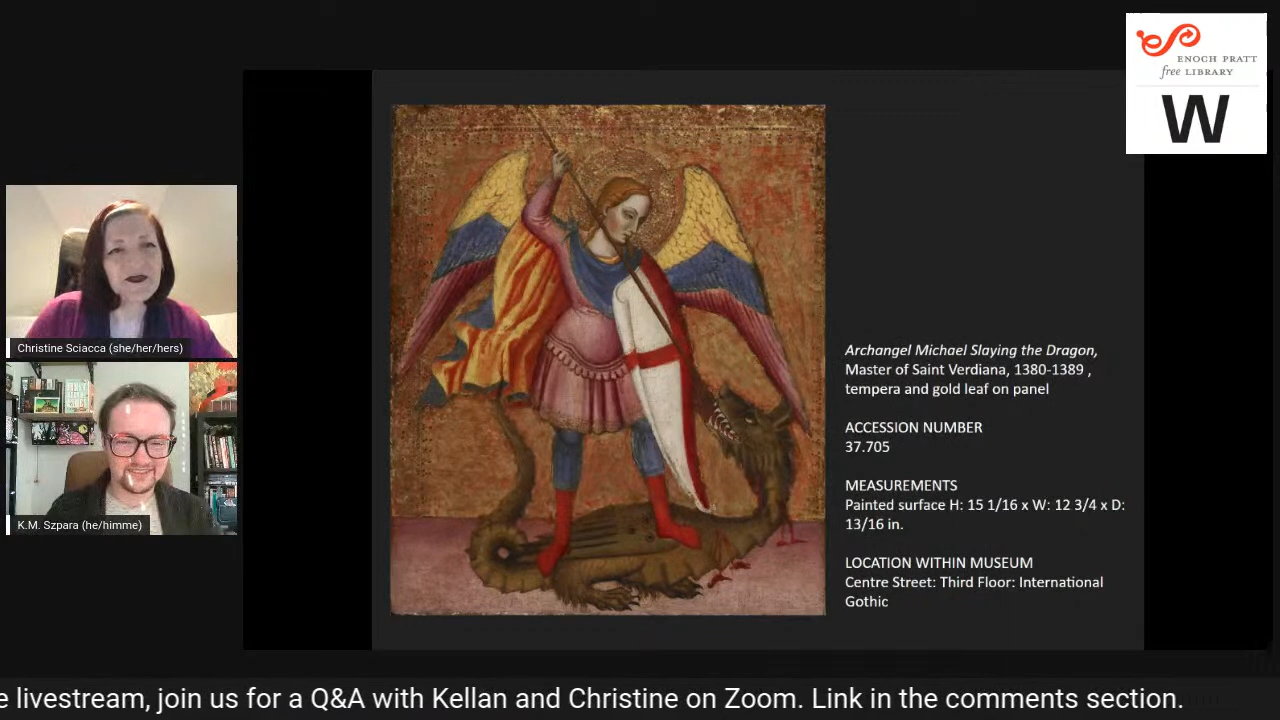 ENOCH PRATT
free LIBRARY
W
Christine Sciacca (she/her/hers)
K.M. Szpara (he/himme)
Archangel Michael Slaying the Dragon,
Master of Saint Verdiana, 1380-1389 ,
tempera and gold leaf on panel
ACCESSION NUMBER
37.705
MEASUREMENTS
Painted surface H: 15 1/16 x W: 12 3/4 x D:
13/16 in.
LOCATION WITHIN MUSEUM
Centre Street: Third Floor: International
Gothic
e livestream, join us for a Q&A with Kellan and Christine on Zoom. Link in the comments section.